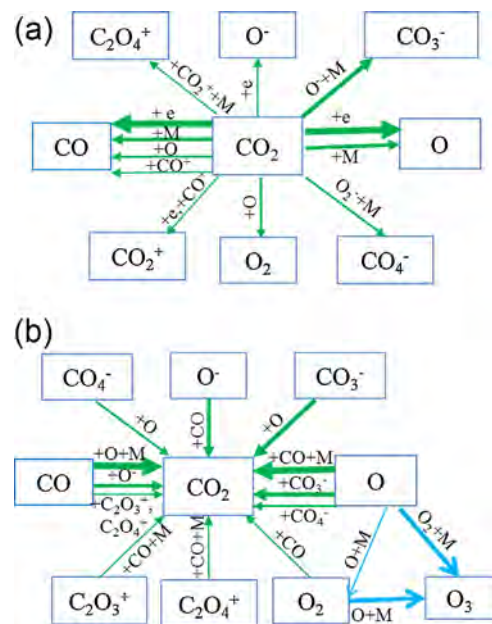 (a)
C₂O₄⁺
O⁻
CO₃⁻
+CO₂⁺+M
+e
O⁻+M
CO
+ e
+M
+O
+CO⁺
CO₂
+e
+M
O
+e,+CO⁺
+O
O₂⁻+M
CO₂⁺
O₂
CO₄⁻
(b)
CO₄⁻
O⁻
CO₃⁻
+O
+CO
+O
CO
+O+M
+O⁻
+C₂O₃⁺,
C₂O₄⁺
CO₂
+CO+M
+CO₃⁻
+CO₄⁻
O
+CO+M
+CO+M
+CO
O+M
O₂+M
C₂O₃⁺
C₂O₄⁺
O₂
O+M
O₃